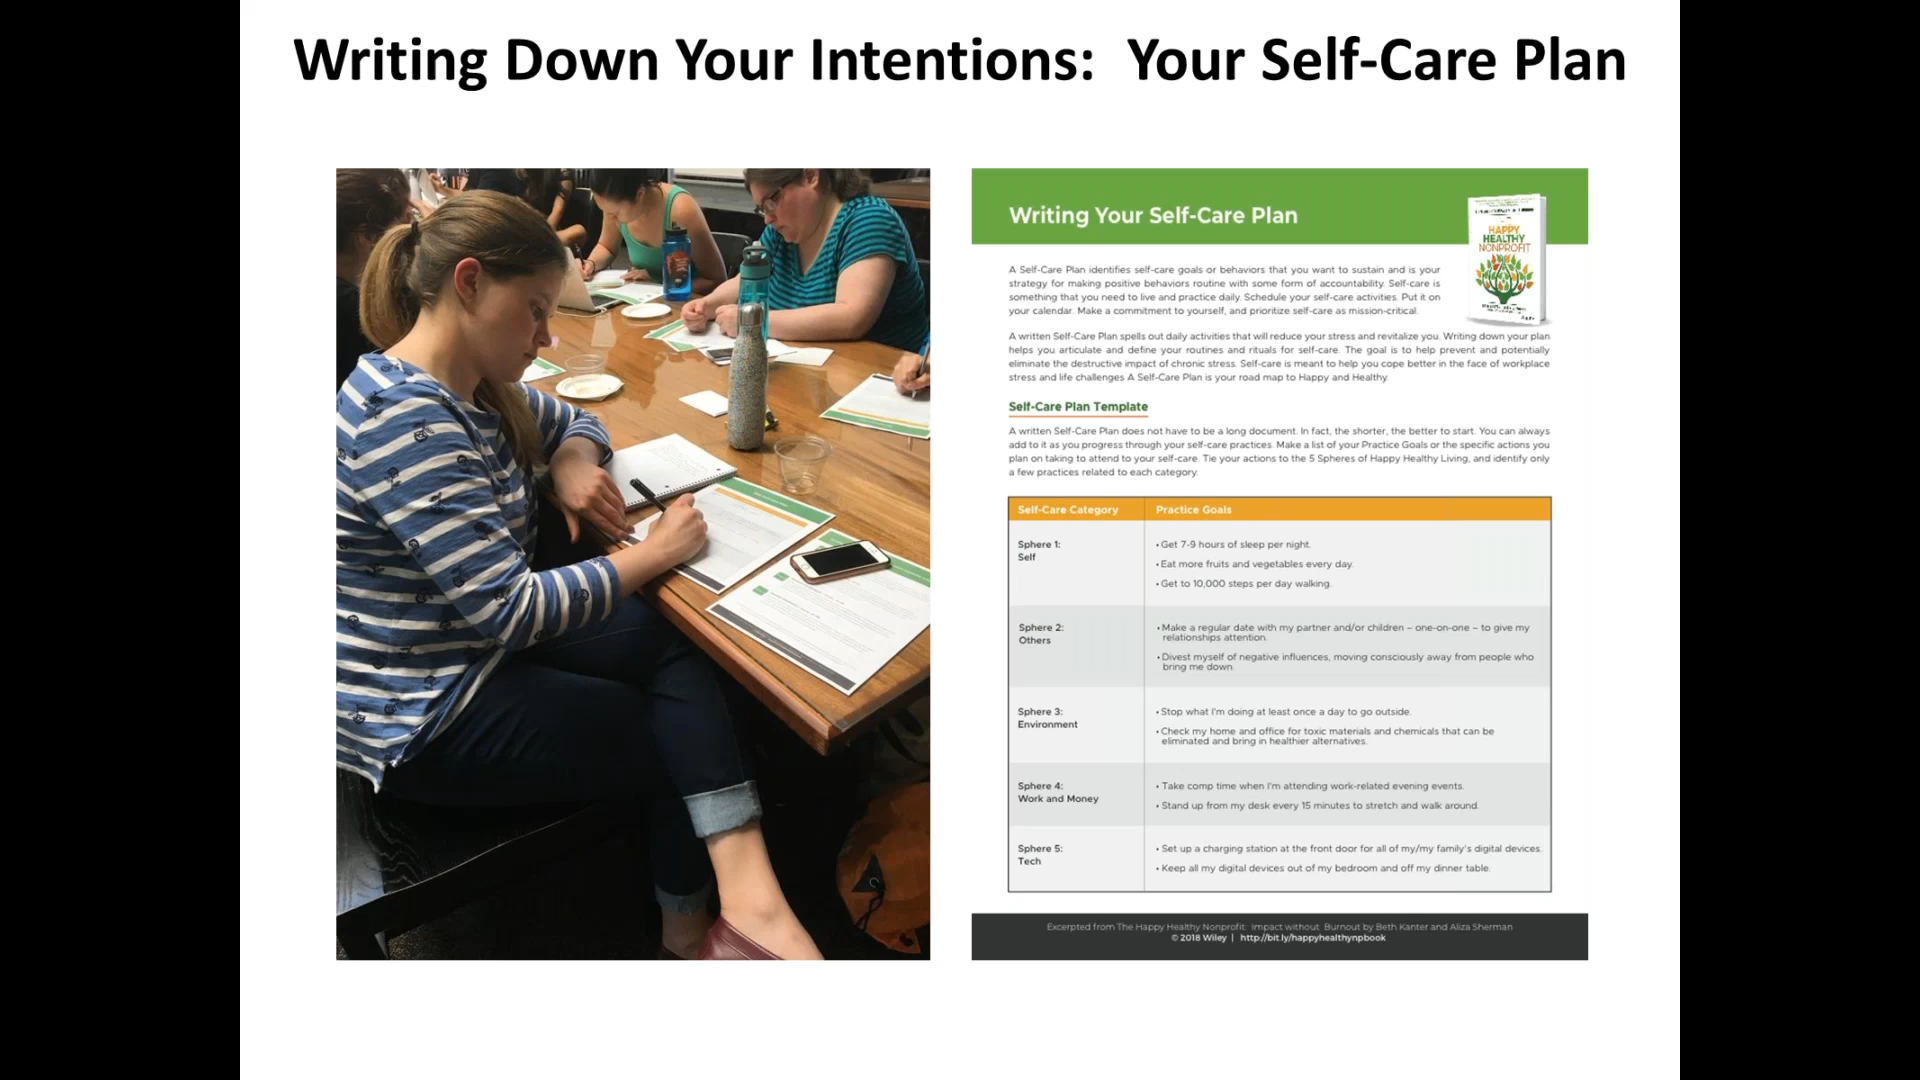 Writing Down Your Intentions:  Your Self-Care Plan
Writing Your Self-Care Plan
HAPPY
HEALTHY
NONPROFIT
A Self-Care Plan identifies self-care goals or behaviors that you want to sustain and is your
strategy for making positive behaviors routine with some form of accountability. Self-care is
something that you need to live and practice daily. Schedule your self-care activities. Put it on
your calendar. Make a commitment to yourself, and prioritize self-care as mission-critical.
A written Self-Care Plan spells out daily activities that will reduce your stress and revitalize you. Writing down your plan
helps you articulate and define your routines and rituals for self-care. The goal is to help prevent and potentially
eliminate the destructive impact of chronic stress. Self-care is meant to help you cope better in the face of workplace
stress and life challenges A Self-Care Plan is your road map to Happy and Healthy.
Self-Care Plan Template
A written Self-Care Plan does not have to be a long document. In fact, the shorter, the better to start. You can always
add to it as you progress through your self-care practices. Make a list of your Practice Goals or the specific actions you
plan on taking to attend to your self-care. Tie your actions to the 5 Spheres of Happy Healthy Living, and identify only
a few practices related to each category.
Self-Care Category
Practice Goals
Sphere 1:
Self
• Get 7-9 hours of sleep per night.
• Eat more fruits and vegetables every day.
• Get to 10,000 steps per day walking.
Sphere 2:
Others
• Make a regular date with my partner and/or children – one-on-one – to give my
relationships attention.
• Divest myself of negative influences, moving consciously away from people who
bring me down.
Sphere 3:
Environment
• Stop what I'm doing at least once a day to go outside.
• Check my home and office for toxic materials and chemicals that can be
eliminated and bring in healthier alternatives.
Sphere 4:
Work and Money
• Take comp time when I'm attending work-related evening events.
• Stand up from my desk every 15 minutes to stretch and walk around.
Sphere 5:
Tech
• Set up a charging station at the front door for all of my/my family's digital devices.
• Keep all my digital devices out of my bedroom and off my dinner table.
Excerpted from The Happy Healthy Nonprofit: Impact without Burnout by Beth Kanter and Aliza Sherman
© 2018 Wiley | http://bit.ly/happyhealthynpbook